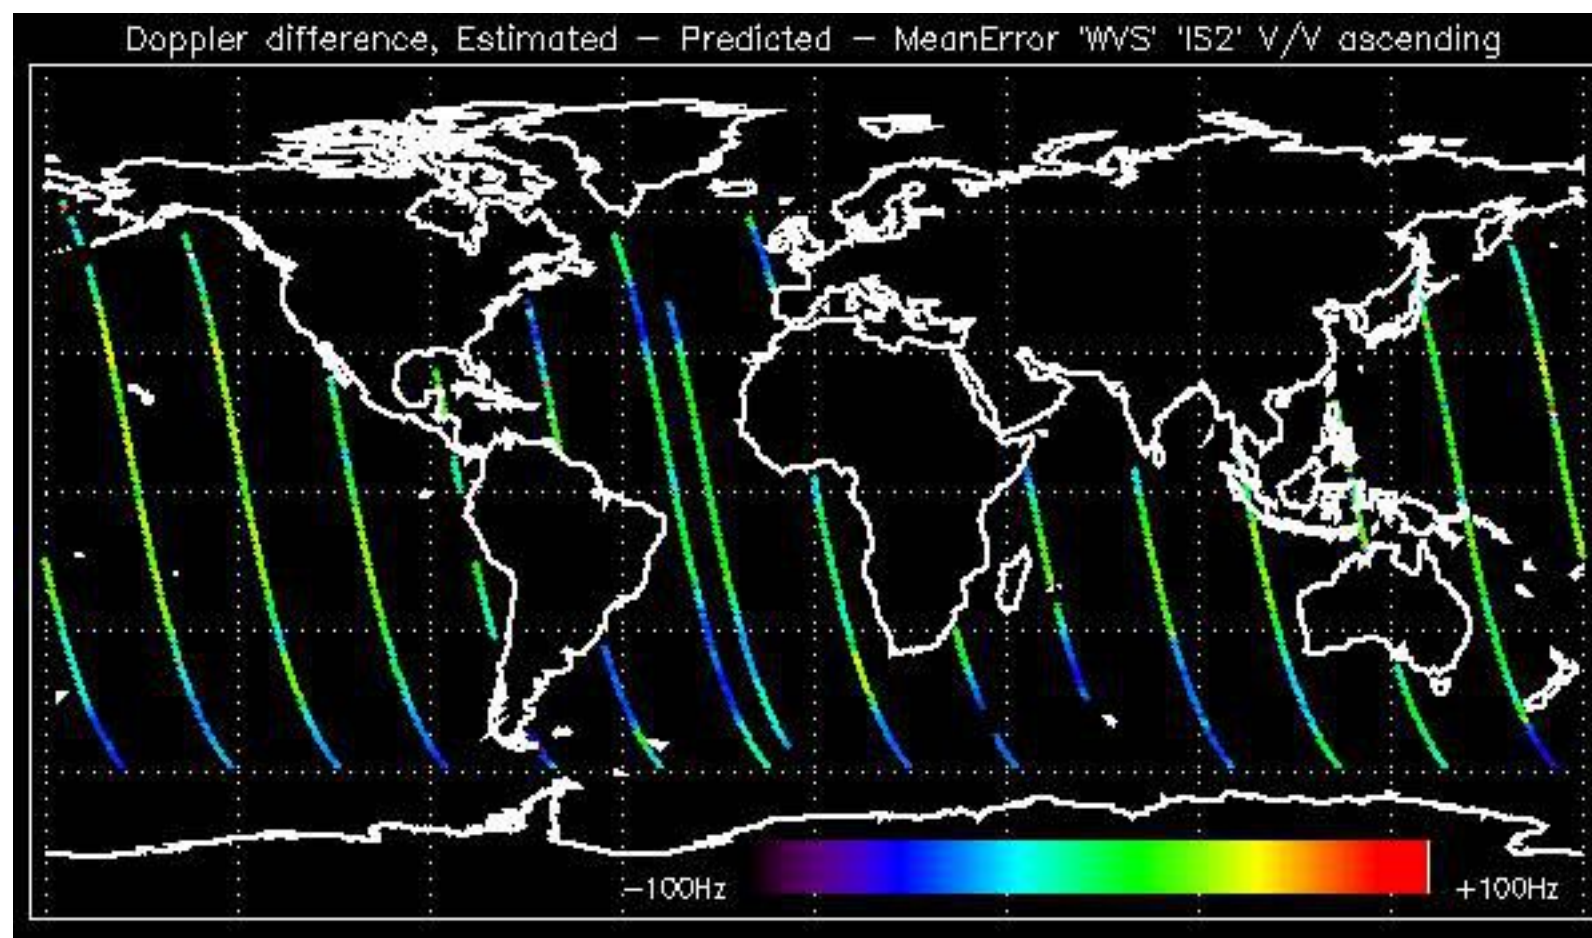 Doppler difference, Estimated – Predicted – MeanError 'WVS' 'IS2' V/V ascending
−100Hz
+100Hz